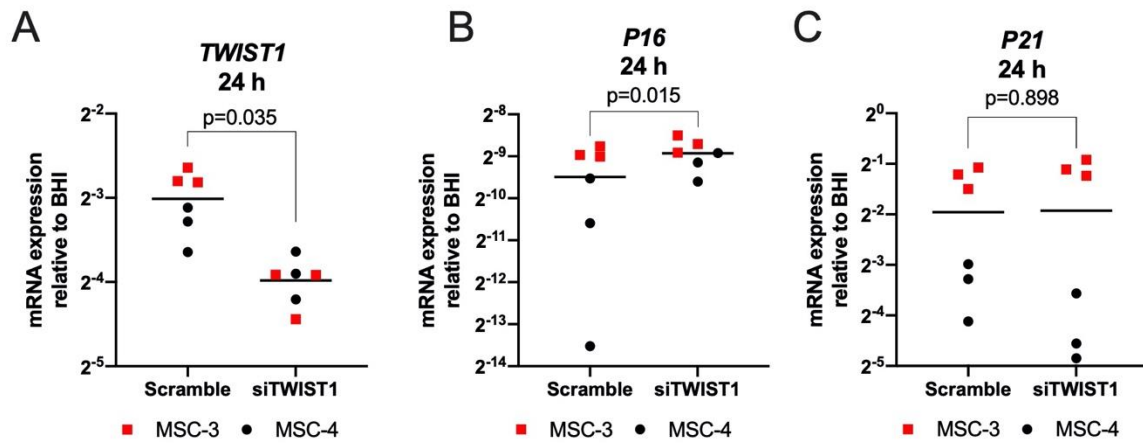 A
TWIST1
24 h
p=0.035
mRNA expression
relative to BHI
2-2
2-3
2-4
2-5
Scramble siTWIST1
MSC-3 MSC-4
B
P16
24 h
p=0.015
mRNA expression
relative to BHI
2-8
2-9
2-10
2-11
2-12
2-13
2-14
Scramble siTWIST1
MSC-3 MSC-4
C
P21
24 h
p=0.898
mRNA expression
relative to BHI
20
2-1
2-2
2-3
2-4
2-5
Scramble siTWIST1
MSC-3 MSC-4